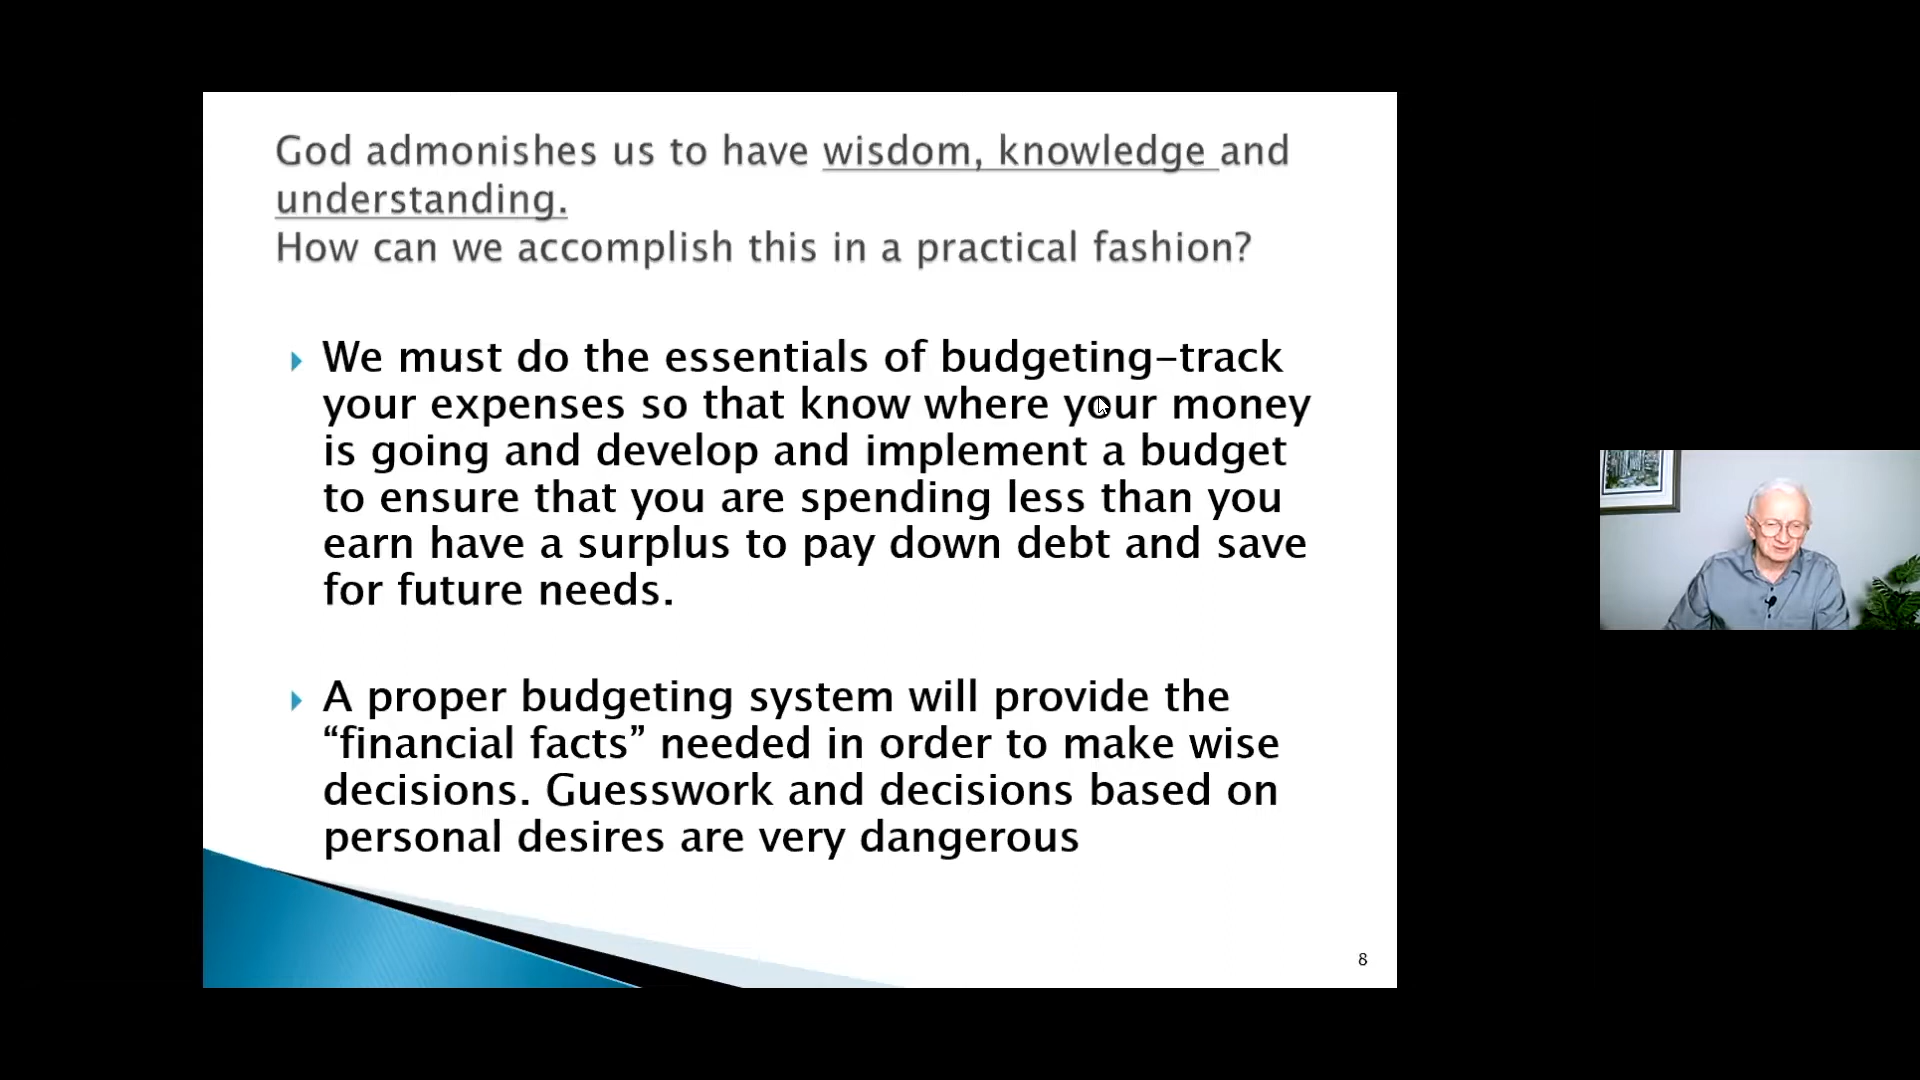 God admonishes us to have wisdom, knowledge and
understanding.
How can we accomplish this in a practical fashion?
We must do the essentials of budgeting-track
your expenses so that know where your money
is going and develop and implement a budget
to ensure that you are spending less than you
earn have a surplus to pay down debt and save
for future needs.
A proper budgeting system will provide the
“financial facts” needed in order to make wise
decisions. Guesswork and decisions based on
personal desires are very dangerous
8